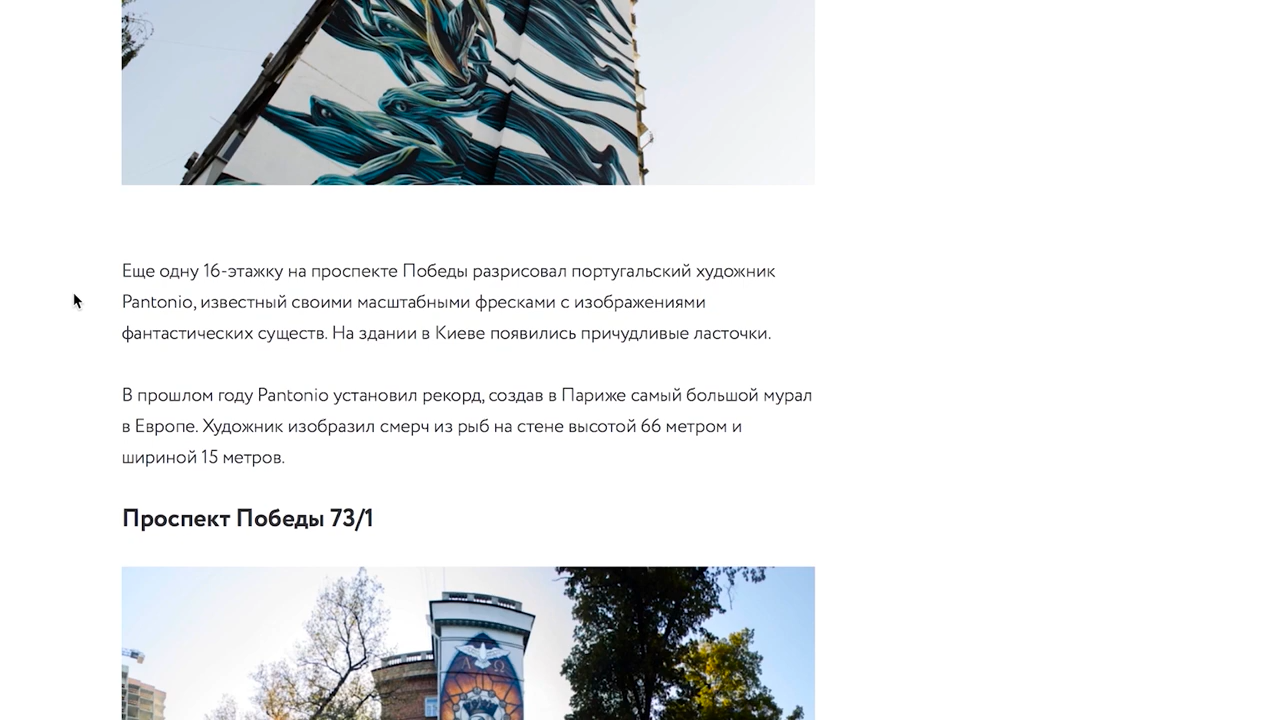 Еще одну 16-этажку на проспекте Победы разрисовал португальский художник
Pantonio, известный своими масштабными фресками с изображениями
фантастических существ. На здании в Киеве появились причудливые ласточки.
В прошлом году Pantonio установил рекорд, создав в Париже самый большой мурал
в Европе. Художник изобразил смерч из рыб на стене высотой 66 метром и
шириной 15 метров.
Проспект Победы 73/1
Α Ω